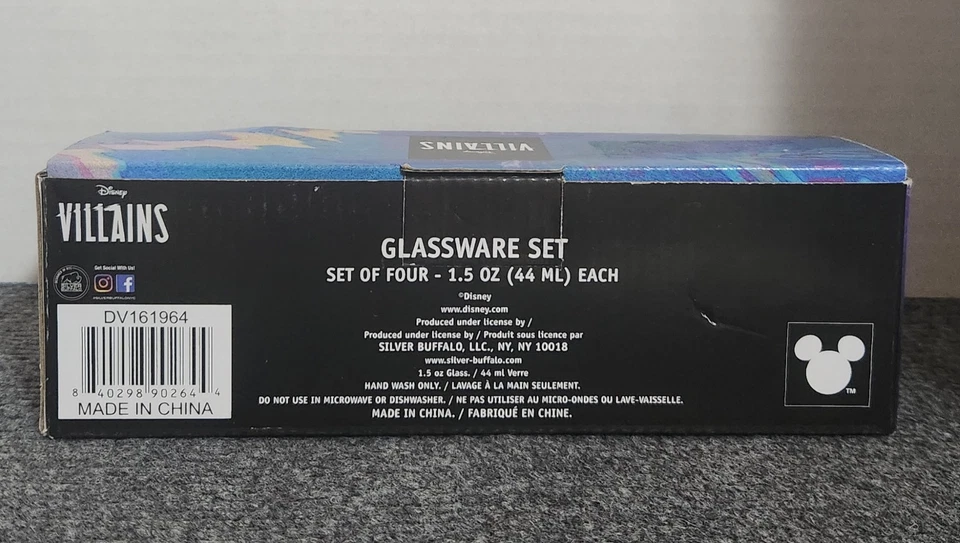 VILLAINS
Disney
VILLAINS
Get Social With Us!
SILVER BUFFALO
#SILVERBUFFALONYC
DV161964
8 40298 90264 4
MADE IN CHINA
GLASSWARE SET
SET OF FOUR - 1.5 OZ (44 ML) EACH
©Disney
www.disney.com
Produced under license by /
Produced under license by / Produit sous licence par
SILVER BUFFALO, LLC., NY, NY 10018
www.silver-buffalo.com
1.5 oz Glass. / 44 ml Verre
HAND WASH ONLY. / LAVAGE À LA MAIN SEULEMENT.
DO NOT USE IN MICROWAVE OR DISHWASHER. / NE PAS UTILISER AU MICRO-ONDES OU LAVE-VAISSELLE.
MADE IN CHINA. / FABRIQUÉ EN CHINE.
TM